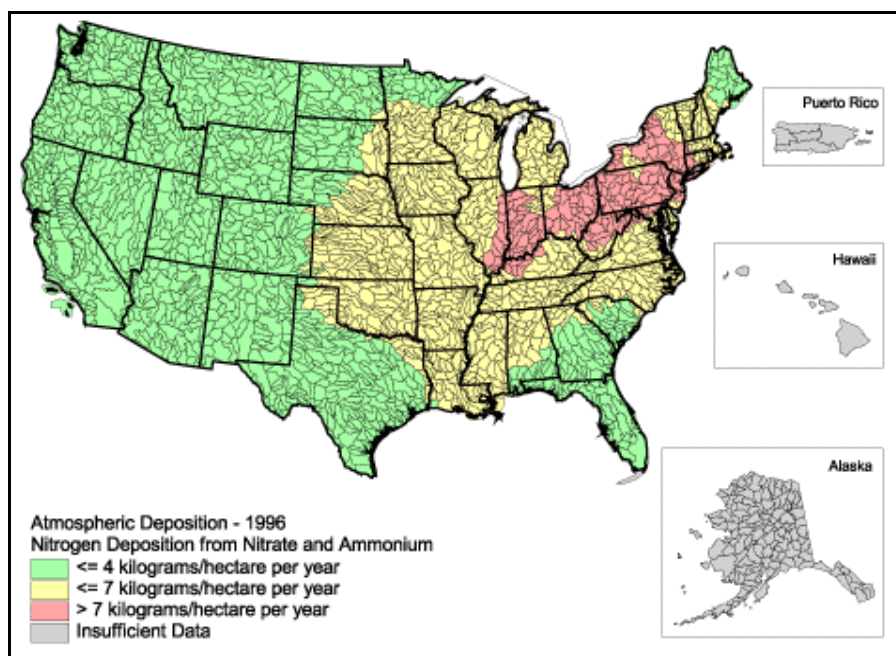 Puerto Rico
Hawaii
Alaska
Atmospheric Deposition - 1996
Nitrogen Deposition from Nitrate and Ammonium
<= 4 kilograms/hectare per year
<= 7 kilograms/hectare per year
> 7 kilograms/hectare per year
Insufficient Data